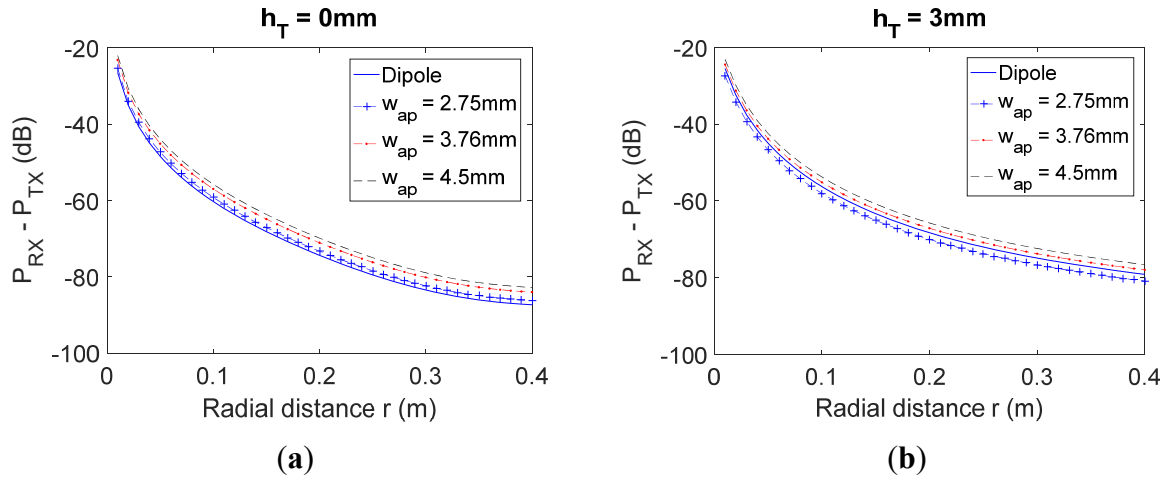 h_T = 0mm
-20
-40
-60
-80
-100
P_RX - P_TX (dB)
0
0.1
0.2
0.3
0.4
Radial distance r (m)
Dipole
w_ap = 2.75mm
w_ap = 3.76mm
w_ap = 4.5mm
(a)
h_T = 3mm
-20
-40
-60
-80
-100
P_RX - P_TX (dB)
0
0.1
0.2
0.3
0.4
Radial distance r (m)
Dipole
w_ap = 2.75mm
w_ap = 3.76mm
w_ap = 4.5mm
(b)